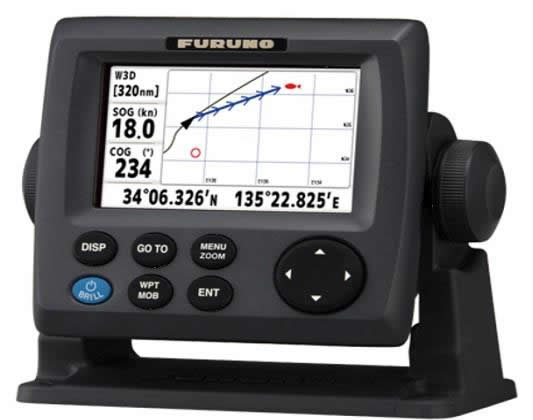 FURUNO
W3D
[320nm]
SOG (kn)
18.0
COG (°)
234
34°06.326'N 135°22.825'E
DISP
GO TO
MENU
ZOOM
BRILL
WPT
MOB
ENT